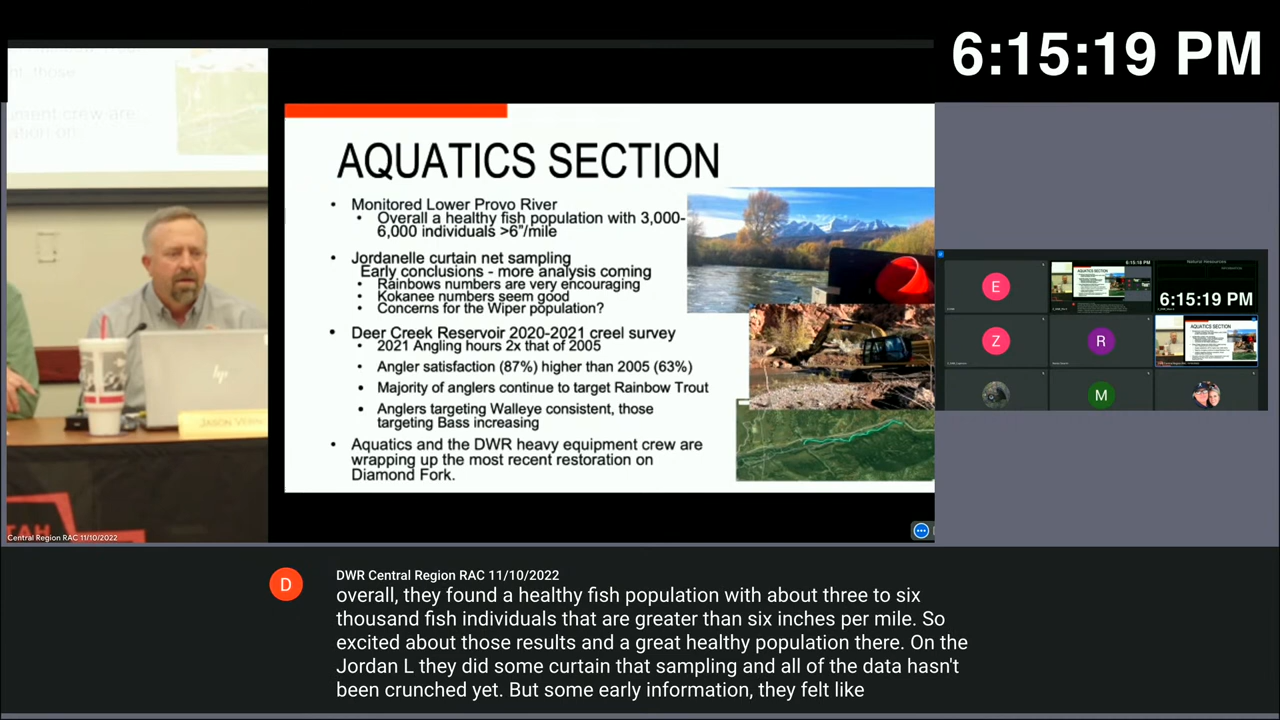 6:15:19 PM
AQUATICS SECTION
• Monitored Lower Provo River
• Overall a healthy fish population with 3,000-
6,000 individuals >6"/mile
• Jordanelle curtain net sampling
Early conclusions - more analysis coming
• Rainbows numbers are very encouraging
• Kokanee numbers seem good
• Concerns for the Wiper population?
• Deer Creek Reservoir 2020-2021 creel survey
• 2021 Angling hours 2x that of 2005
• Angler satisfaction (87%) higher than 2005 (63%)
• Majority of anglers continue to target Rainbow Trout
• Anglers targeting Walleye consistent, those
targeting Bass increasing
• Aquatics and the DWR heavy equipment crew are
wrapping up the most recent restoration on
Diamond Fork.
hp
JASON
TAH
Central Region RAC 11/10/2022
E
AQUATICS SECTION
6:15:19 PM
Z
R
AQUATICS SECTION
M
D
DWR Central Region RAC 11/10/2022
overall, they found a healthy fish population with about three to six
thousand fish individuals that are greater than six inches per mile. So
excited about those results and a great healthy population there. On the
Jordan L they did some curtain that sampling and all of the data hasn't
been crunched yet. But some early information, they felt like